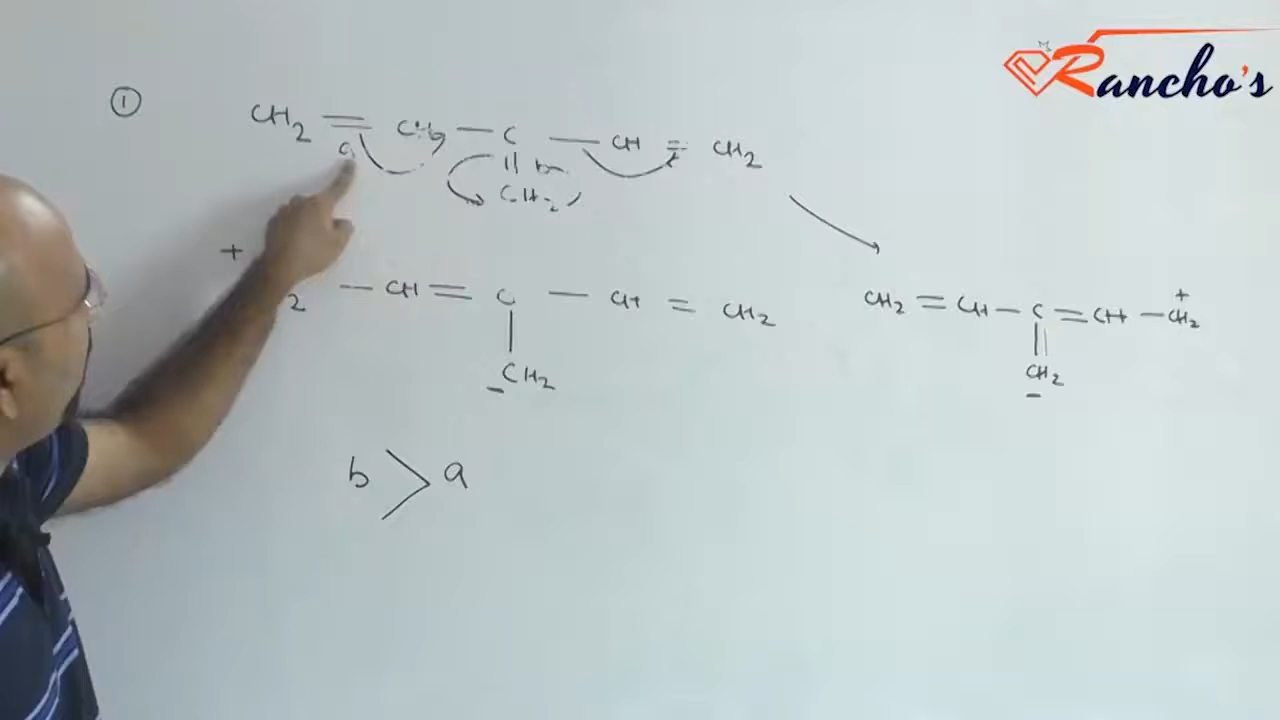 Rancho's
① CH₂ = CH — C — CH = CH₂
a || b
CH₂
+
₂ — CH = C — CH = CH₂
CH₂
−
CH₂ = CH — C = CH — CH₂
+
||
CH₂
−
b > a